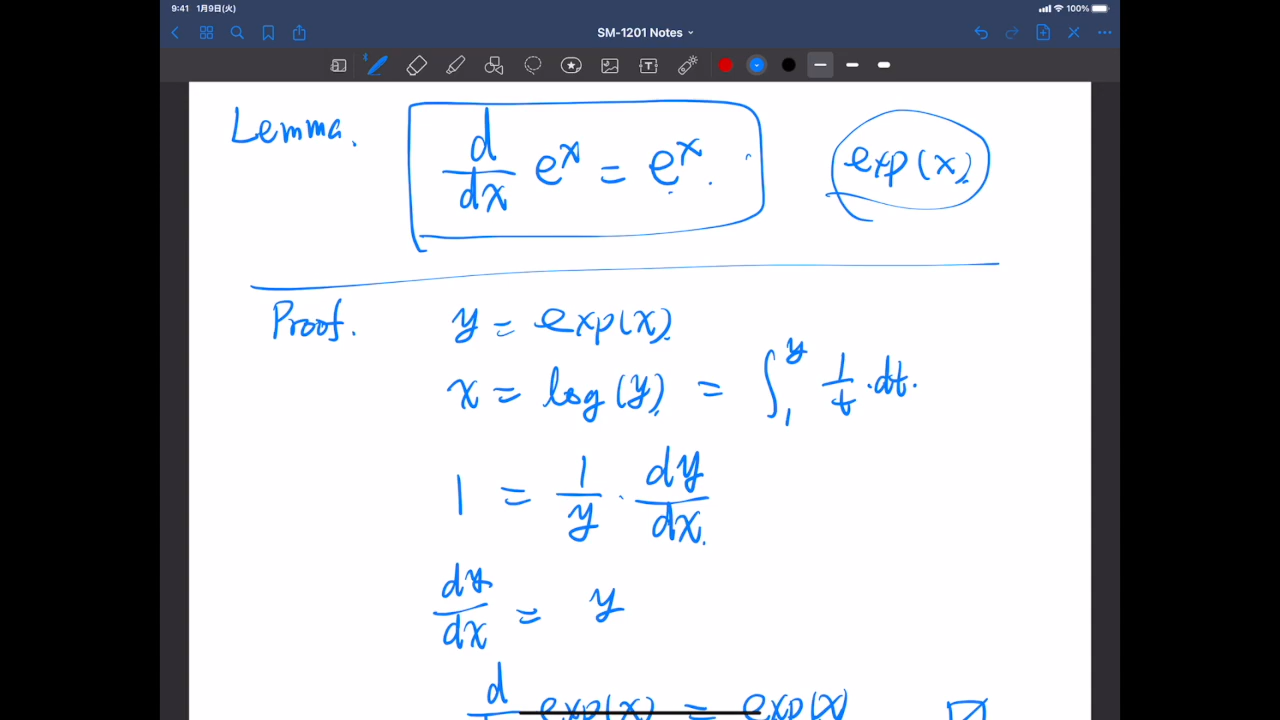 9:41 1月9日(火) 100%
SM-1201 Notes
Lemma. d/dx e^x = e^x. exp(x)
Proof. y = exp(x)
x = log(y) = ∫_1^y 1/t · dt.
1 = 1/y · dy/dx.
dy/dx = y
d/d exp(x) = exp(x)